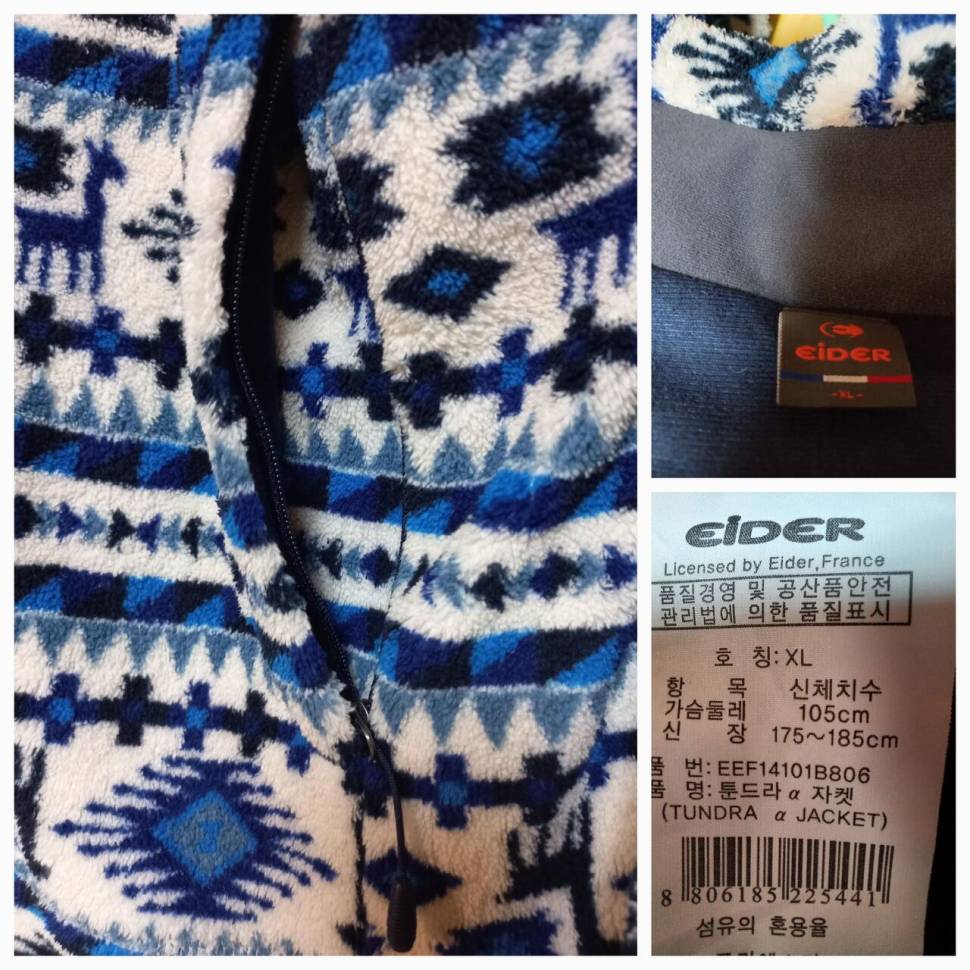 EiDER
-XL-
EiDER
Licensed by Eider,France
품질경영 및 공산품안전
관리법에 의한 품질표시
호 칭: XL
항 목 신체치수
가슴둘레 105cm
신 장 175~185cm
품 번: EEF14101B806
품 명: 툰드라 α 자켓
(TUNDRA α JACKET)
8 806185 225441
섬유의 혼용율